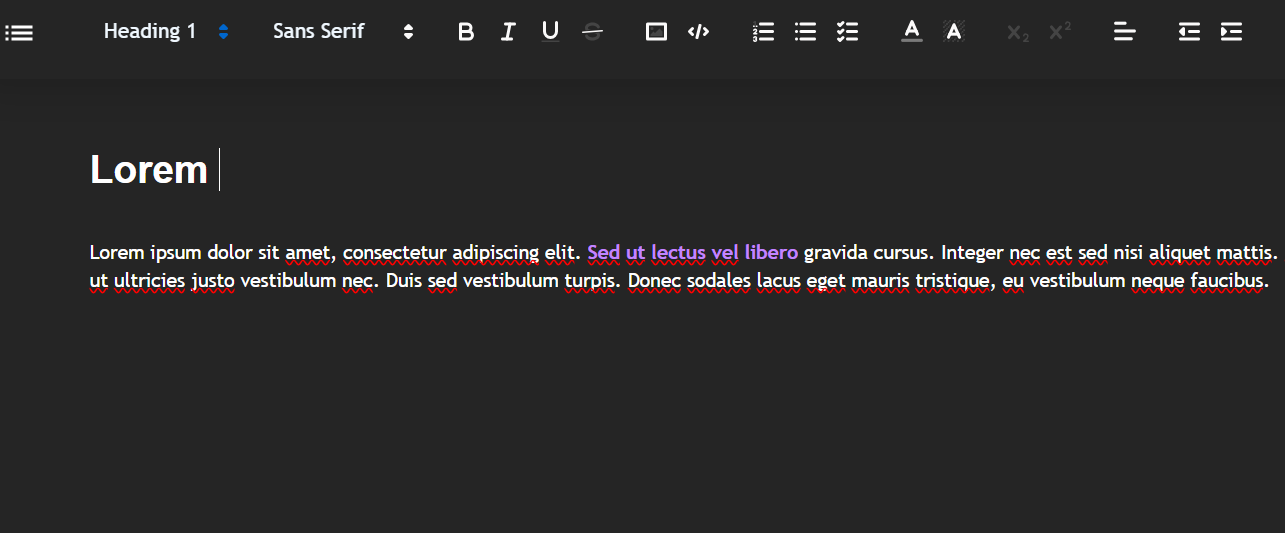 Heading 1 Sans Serif B I U S </> A A X₂ X²
Lorem
Lorem ipsum dolor sit amet, consectetur adipiscing elit. Sed ut lectus vel libero gravida cursus. Integer nec est sed nisi aliquet mattis.
ut ultricies justo vestibulum nec. Duis sed vestibulum turpis. Donec sodales lacus eget mauris tristique, eu vestibulum neque faucibus.